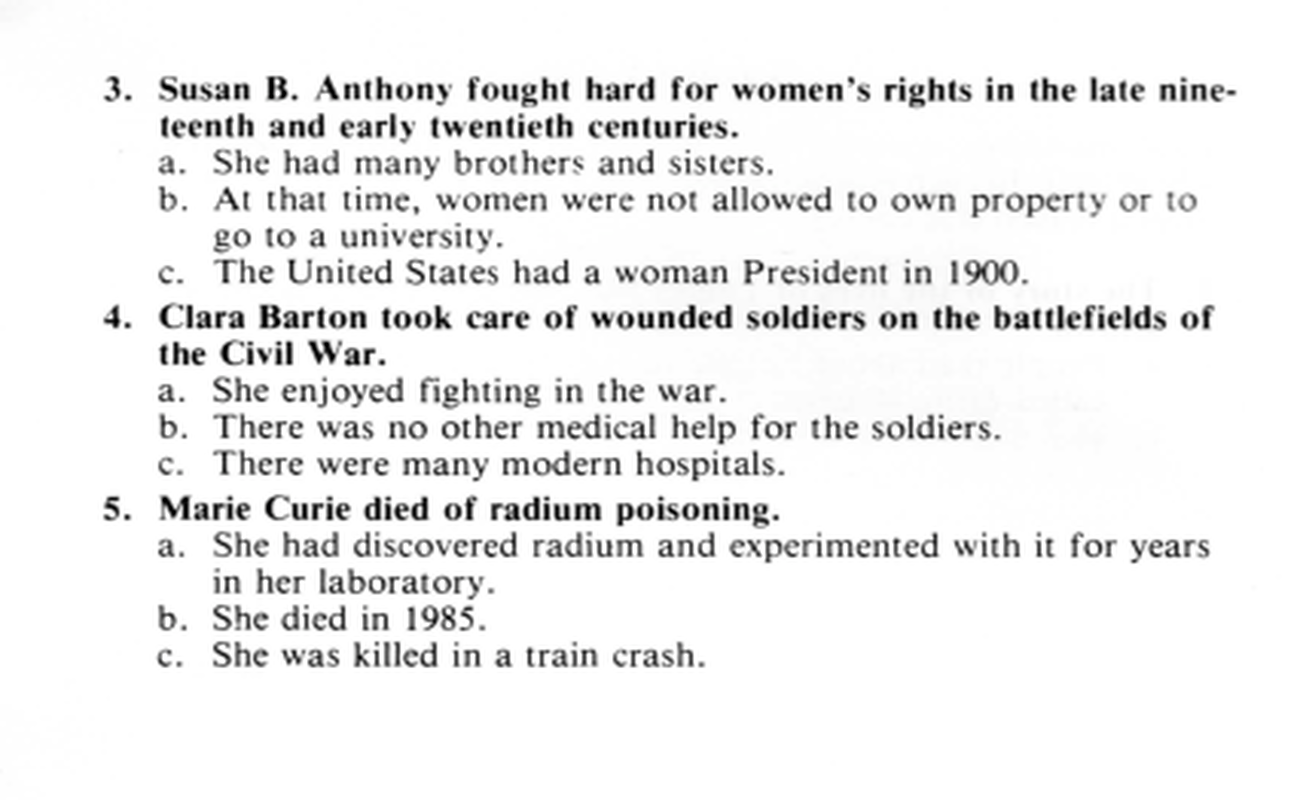 3. Susan B. Anthony fought hard for women's rights in the late nine-
teenth and early twentieth centuries.
a. She had many brothers and sisters.
b. At that time, women were not allowed to own property or to
go to a university.
c. The United States had a woman President in 1900.
4. Clara Barton took care of wounded soldiers on the battlefields of
the Civil War.
a. She enjoyed fighting in the war.
b. There was no other medical help for the soldiers.
c. There were many modern hospitals.
5. Marie Curie died of radium poisoning.
a. She had discovered radium and experimented with it for years
in her laboratory.
b. She died in 1985.
c. She was killed in a train crash.